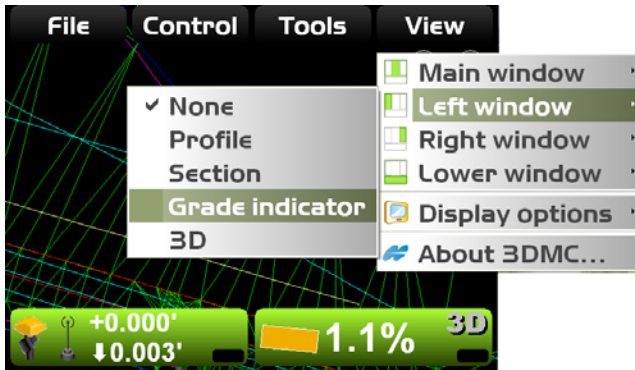 File Control Tools View
Main window
Left window
Right window
Lower window
Display options
About 3DMC...
None
Profile
Section
Grade indicator
3D
+0.000'
⬇0.003'
1.1%
3D